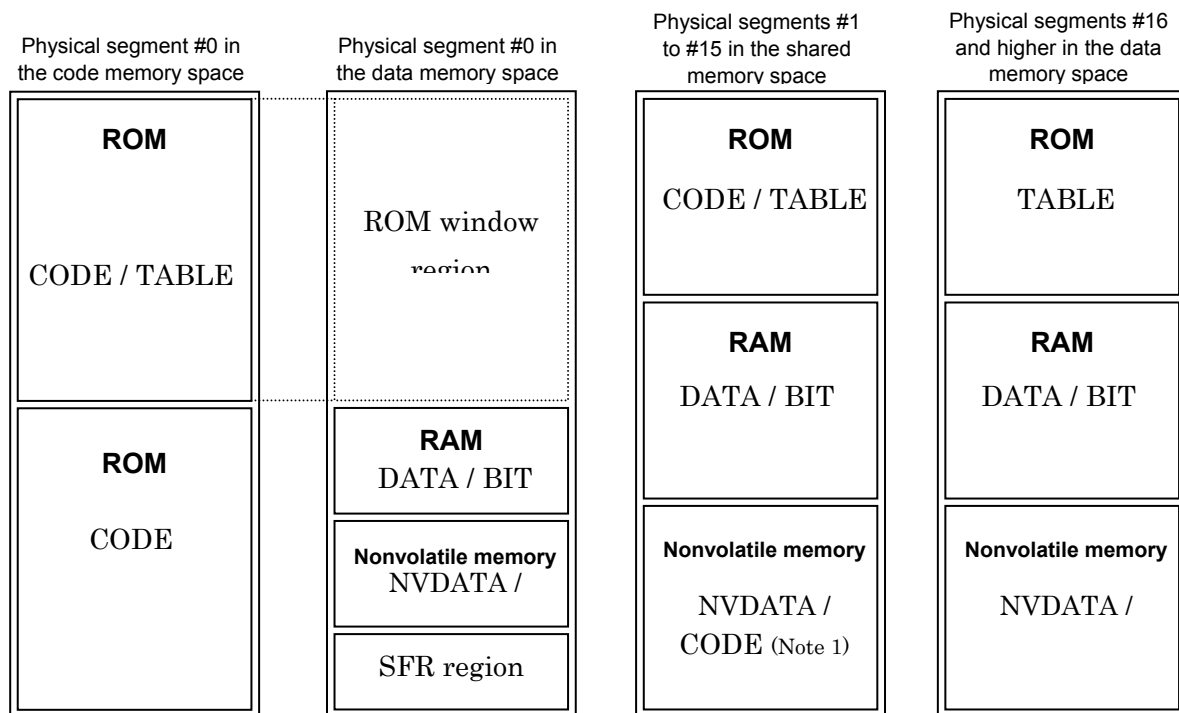 Physical segment #0 in
the code memory space
ROM
CODE / TABLE
ROM
CODE
Physical segment #0 in
the data memory space
ROM window
region
RAM
DATA / BIT
Nonvolatile memory
NVDATA /
SFR region
Physical segments #1
to #15 in the shared
memory space
ROM
CODE / TABLE
RAM
DATA / BIT
Nonvolatile memory
NVDATA /
CODE (Note 1)
Physical segments #16
and higher in the data
memory space
ROM
TABLE
RAM
DATA / BIT
Nonvolatile memory
NVDATA /